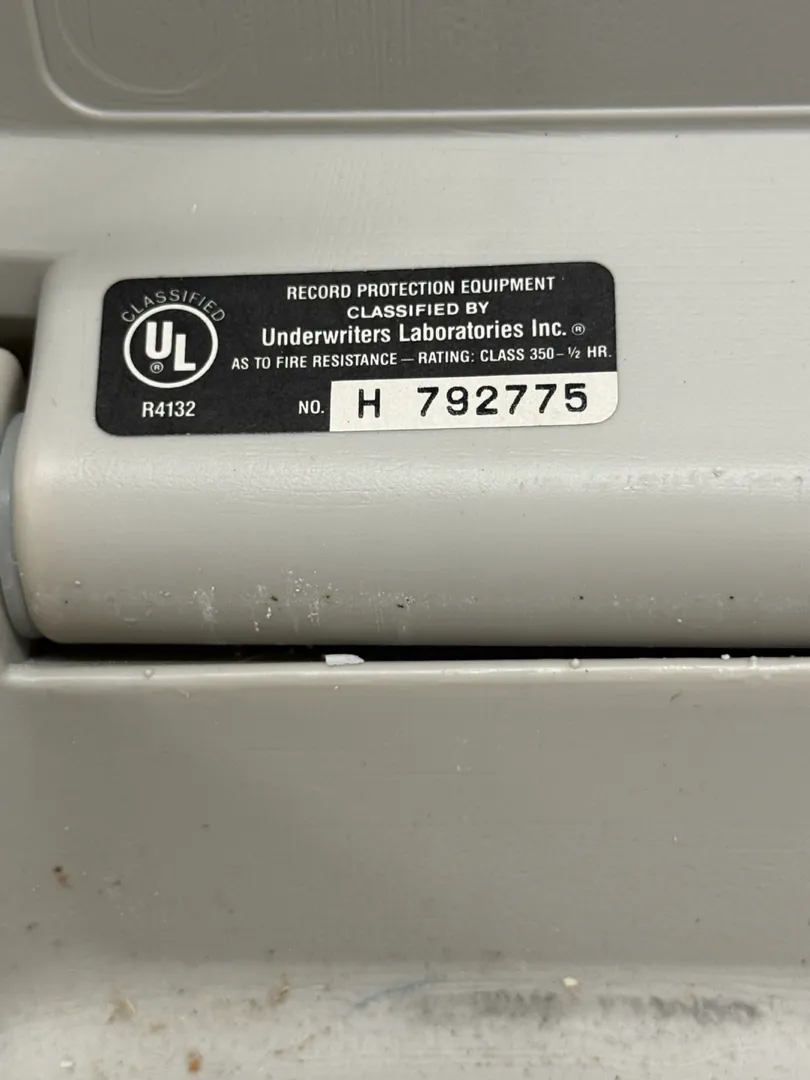 CLASSIFIED
UL®
R4132
RECORD PROTECTION EQUIPMENT
CLASSIFIED BY
Underwriters Laboratories Inc.®
AS TO FIRE RESISTANCE — RATING: CLASS 350 - ½ HR.
NO. H 792775